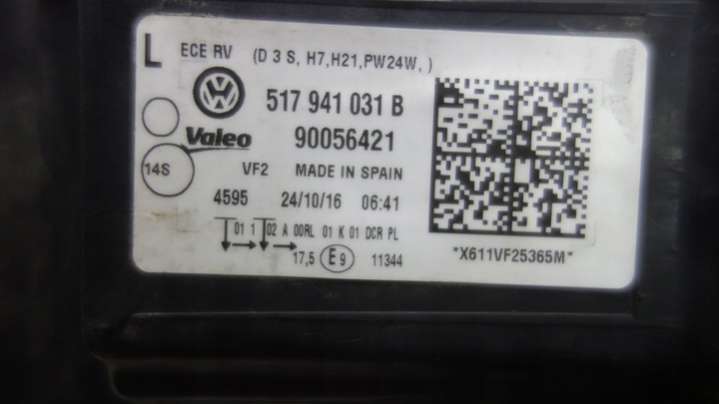 L ECE RV (D 3 S, H7,H21,PW24W, )
517 941 031 B
Valeo 90056421
14S VF2 MADE IN SPAIN
4595 24/10/16 06:41
01 1 02 A 00RL 01 K 01 DCR PL
17,5 E9 11344
*X611VF25365M*